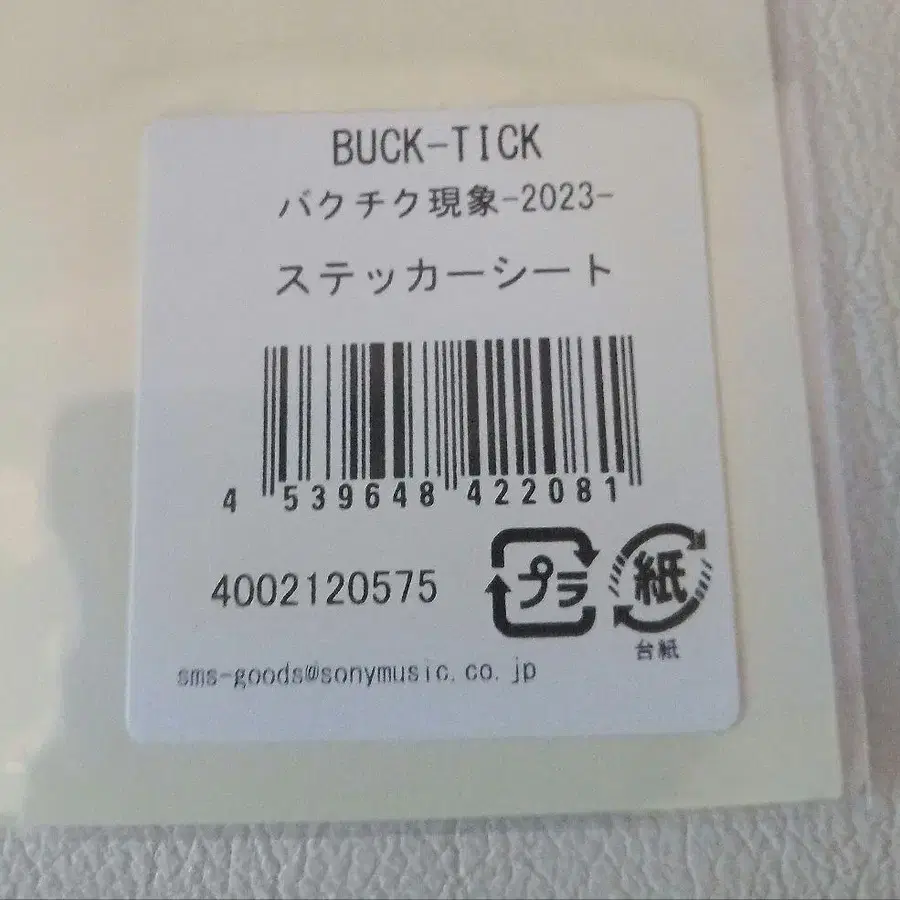 BUCK-TICK
バクチク現象-2023-
ステッカーシート
4 539648 422081
4002120575
プラ
紙
台紙
sms-goods@sonymusic.co.jp